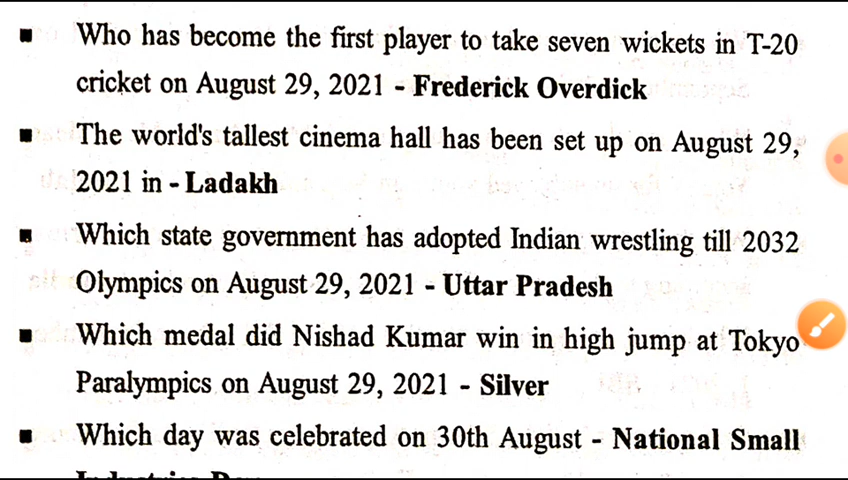 ▪ Who has become the first player to take seven wickets in T-20
cricket on August 29, 2021 - Frederick Overdick
▪ The world's tallest cinema hall has been set up on August 29,
2021 in - Ladakh
▪ Which state government has adopted Indian wrestling till 2032
Olympics on August 29, 2021 - Uttar Pradesh
▪ Which medal did Nishad Kumar win in high jump at Tokyo
Paralympics on August 29, 2021 - Silver
▪ Which day was celebrated on 30th August - National Small